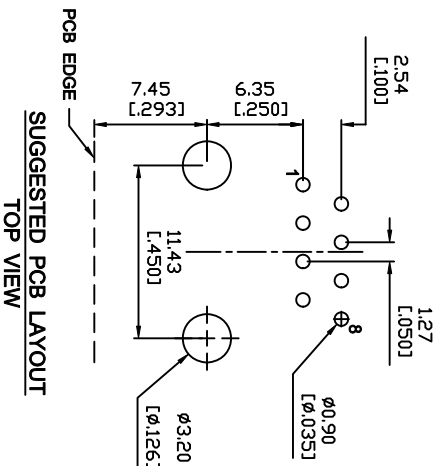 2.54
[.100]
1.27
[.050]
7.45
[.293]
6.35
[.250]
1
8
11.43
[.450]
ø0.90
[ø.035]
ø3.20
[ø.126]
PCB EDGE
SUGGESTED PCB LAYOUT
TOP VIEW